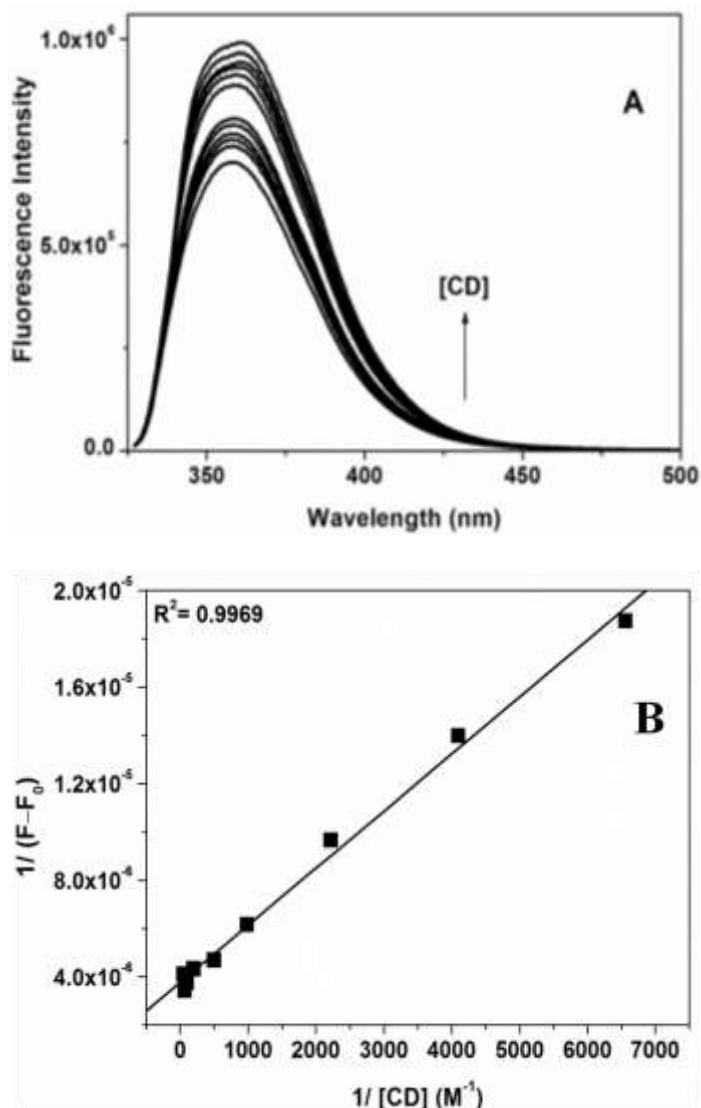 1.0x10⁶
A
Fluorescence Intensity
5.0x10⁵
[CD]
0.0
350 400 450 500
Wavelength (nm)
2.0x10⁻⁵
R²= 0.9969
1.6x10⁻⁵
B
1/ (F−F₀)
1.2x10⁻⁵
8.0x10⁻⁶
4.0x10⁻⁶
0 1000 2000 3000 4000 5000 6000 7000
1/ [CD] (M⁻¹)